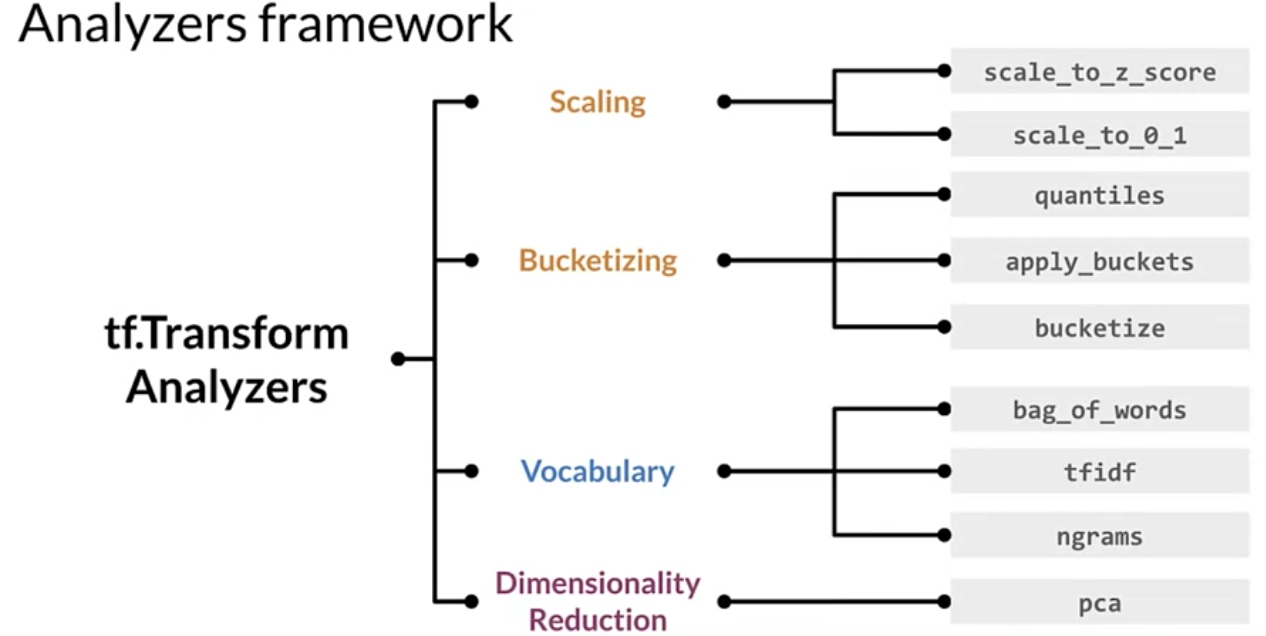 Analyzers framework
tf.Transform
Analyzers
Scaling
scale_to_z_score
scale_to_0_1
Bucketizing
quantiles
apply_buckets
bucketize
Vocabulary
bag_of_words
tfidf
ngrams
Dimensionality
Reduction
pca